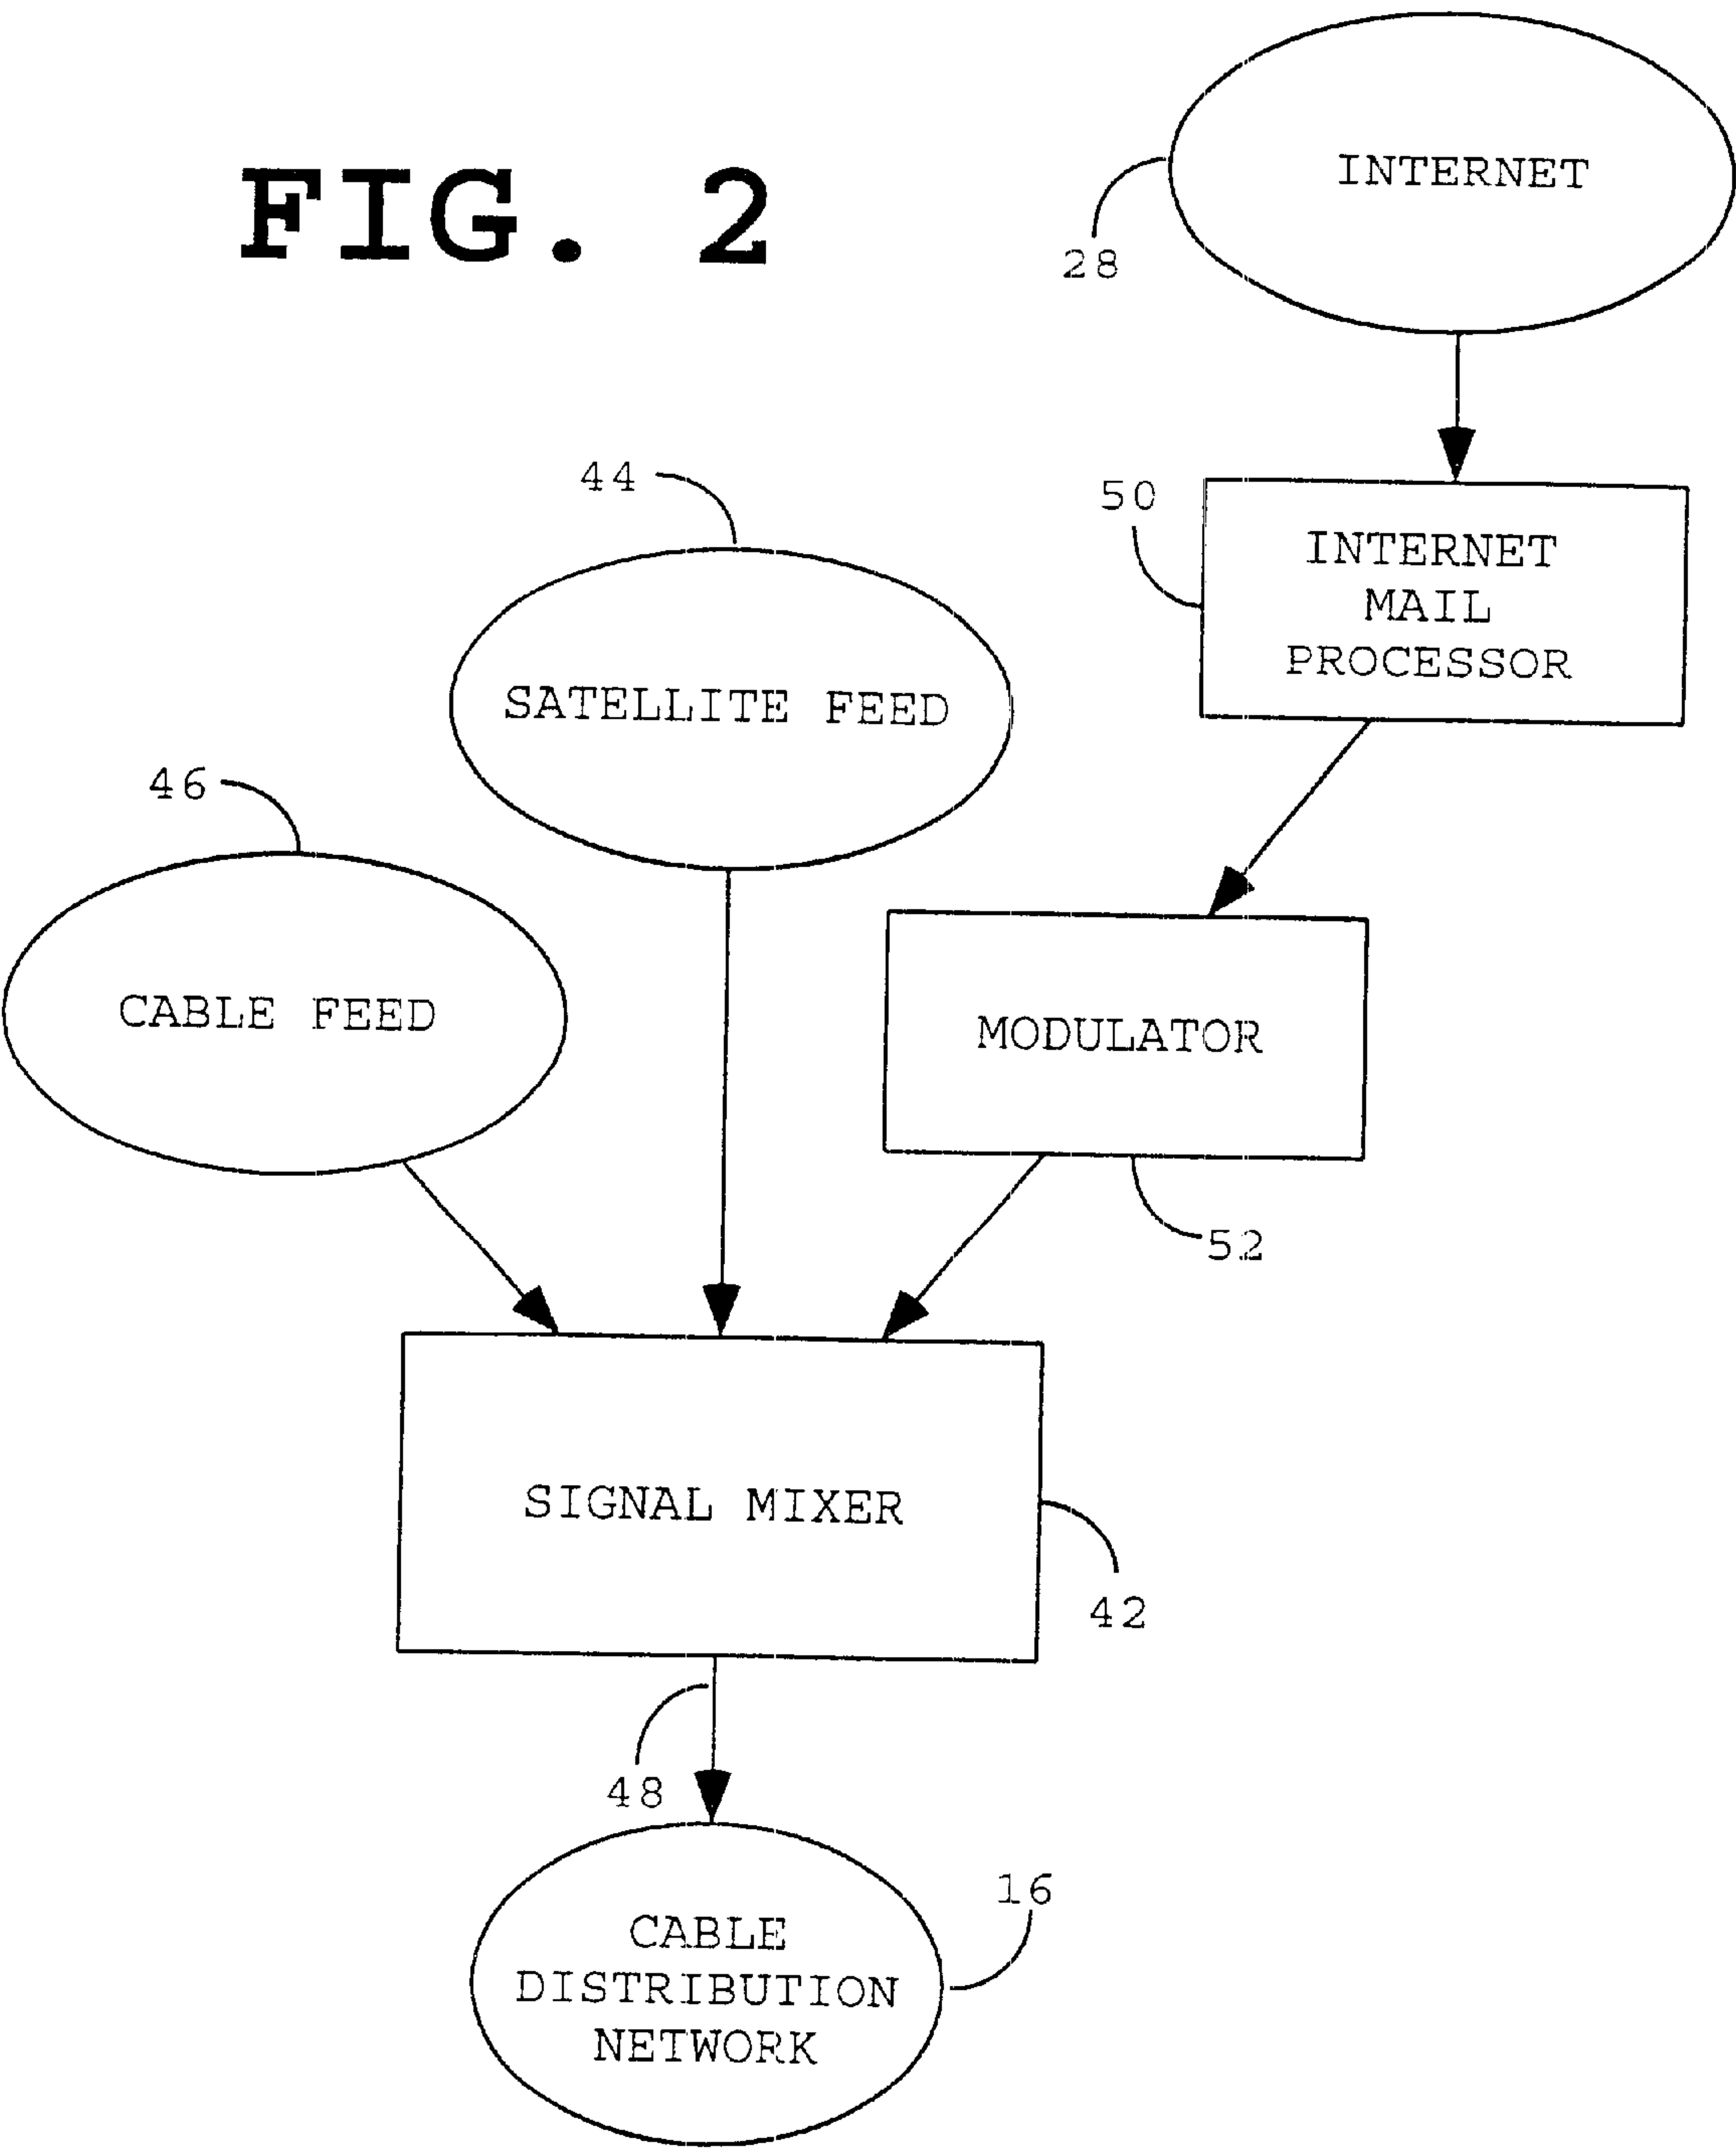 FIG. 2
INTERNET
28
44
50
INTERNET
MAIL
PROCESSOR
SATELLITE FEED
46
CABLE FEED
MODULATOR
52
SIGNAL MIXER
42
48
16
CABLE
DISTRIBUTION
NETWORK